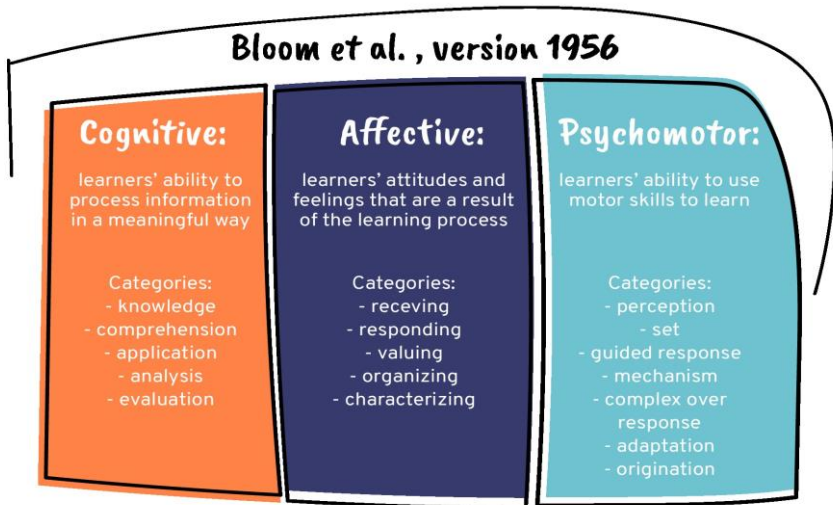 Bloom et al. , version 1956
Cognitive:
learners' ability to
process information
in a meaningful way
Categories:
- knowledge
- comprehension
- application
- analysis
- evaluation
Affective:
learners' attitudes and
feelings that are a result
of the learning process
Categories:
- receving
- responding
- valuing
- organizing
- characterizing
Psychomotor:
learners' ability to use
motor skills to learn
Categories:
- perception
- set
- guided response
- mechanism
- complex over
response
- adaptation
- origination